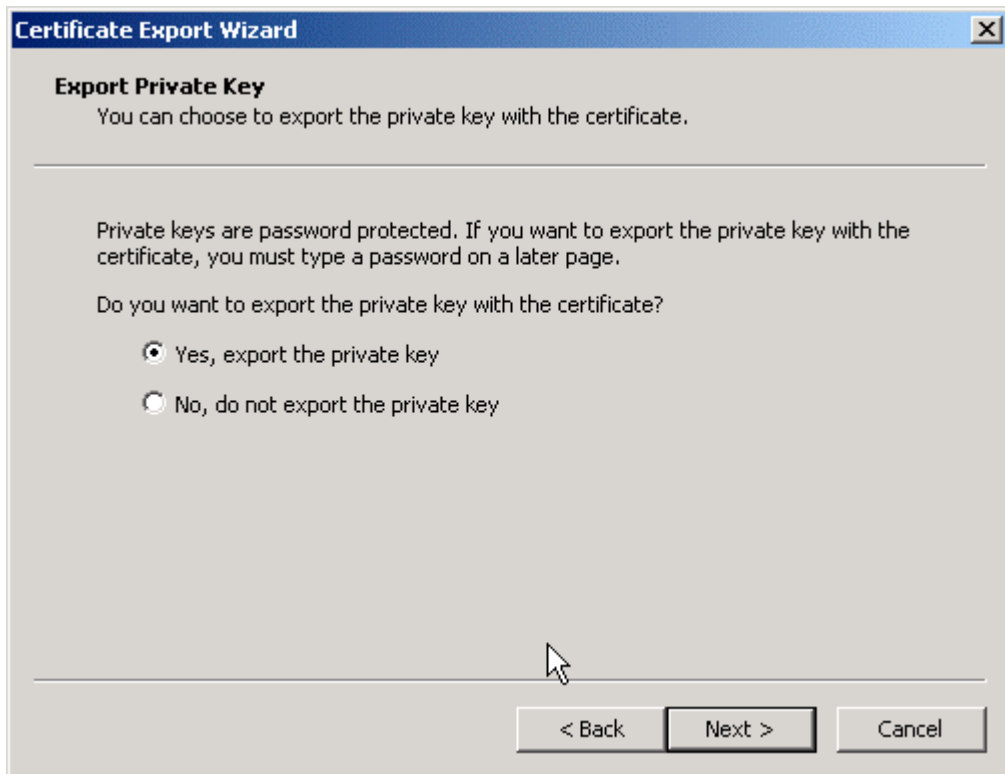 Certificate Export Wizard
Export Private Key
You can choose to export the private key with the certificate.
Private keys are password protected. If you want to export the private key with the
certificate, you must type a password on a later page.
Do you want to export the private key with the certificate?
Yes, export the private key
No, do not export the private key
< Back Next > Cancel